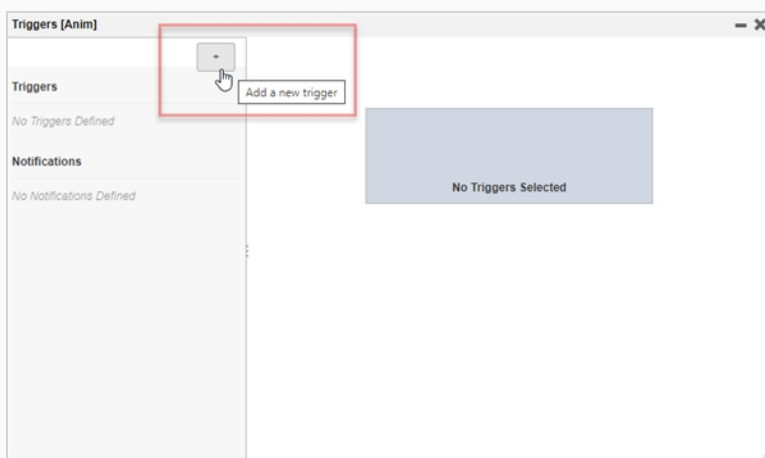 Triggers [Anim]
+
Add a new trigger
Triggers
No Triggers Defined
Notifications
No Notifications Defined
No Triggers Selected